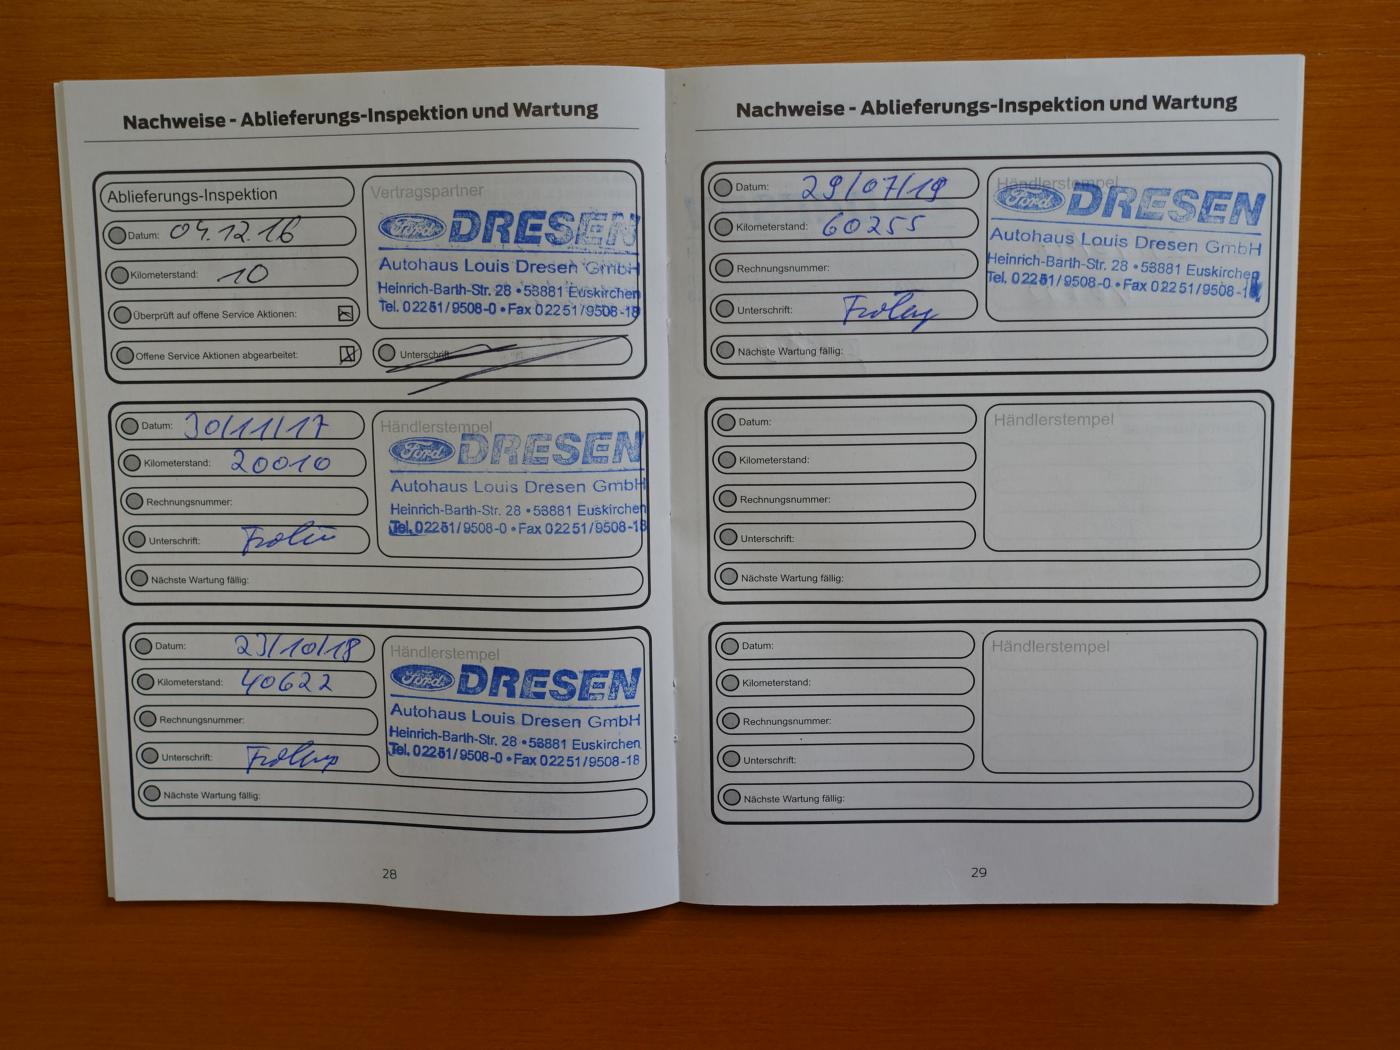 Nachweise - Ablieferungs-Inspektion und Wartung
Ablieferungs-Inspektion
Datum: 04.12.16
Kilometerstand: 10
Überprüft auf offene Service Aktionen:
Offene Service Aktionen abgearbeitet:
Vertragspartner
Ford DRESEN
Autohaus Louis Dresen GmbH
Heinrich-Barth-Str. 28 • 53881 Euskirchen
Tel. 02251/9508-0 • Fax 02251/9508-18
Unterschrift:
Datum: 30/11/17
Kilometerstand: 20010
Rechnungsnummer:
Unterschrift:
Nächste Wartung fällig:
Händlerstempel
Ford DRESEN
Autohaus Louis Dresen GmbH
Heinrich-Barth-Str. 28 • 53881 Euskirchen
Tel. 02251/9508-0 • Fax 02251/9508-18
Datum: 23/10/18
Kilometerstand: 40622
Rechnungsnummer:
Unterschrift:
Nächste Wartung fällig:
Händlerstempel
Ford DRESEN
Autohaus Louis Dresen GmbH
Heinrich-Barth-Str. 28 • 53881 Euskirchen
Tel. 02251/9508-0 • Fax 02251/9508-18
28
Nachweise - Ablieferungs-Inspektion und Wartung
Datum: 29/07/19
Kilometerstand: 60255
Rechnungsnummer:
Unterschrift:
Nächste Wartung fällig:
Händlerstempel
Ford DRESEN
Autohaus Louis Dresen GmbH
Heinrich-Barth-Str. 28 • 53881 Euskirchen
Tel. 02251/9508-0 • Fax 02251/9508-18
Datum:
Kilometerstand:
Rechnungsnummer:
Unterschrift:
Nächste Wartung fällig:
Händlerstempel
Datum:
Kilometerstand:
Rechnungsnummer:
Unterschrift:
Nächste Wartung fällig:
Händlerstempel
29